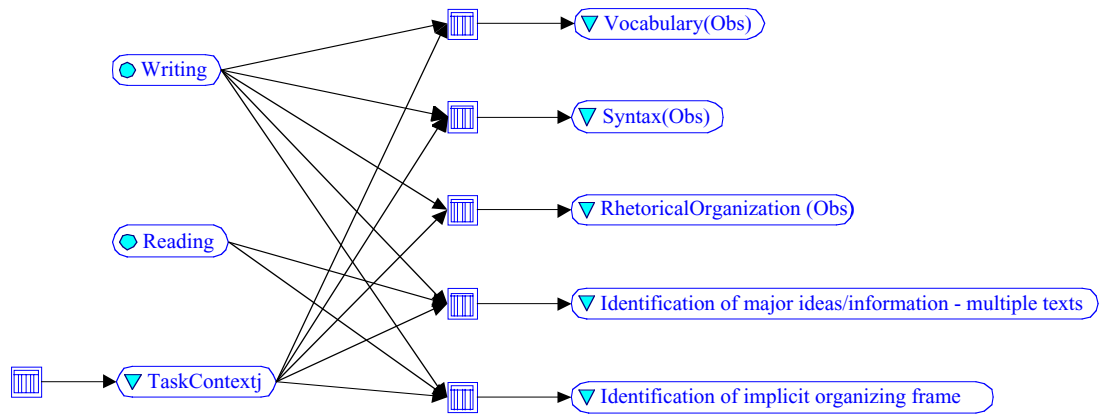 Vocabulary(Obs)
Writing
Syntax(Obs)
RhetoricalOrganization (Obs)
Reading
Identification of major ideas/information - multiple texts
TaskContextj
Identification of implicit organizing frame